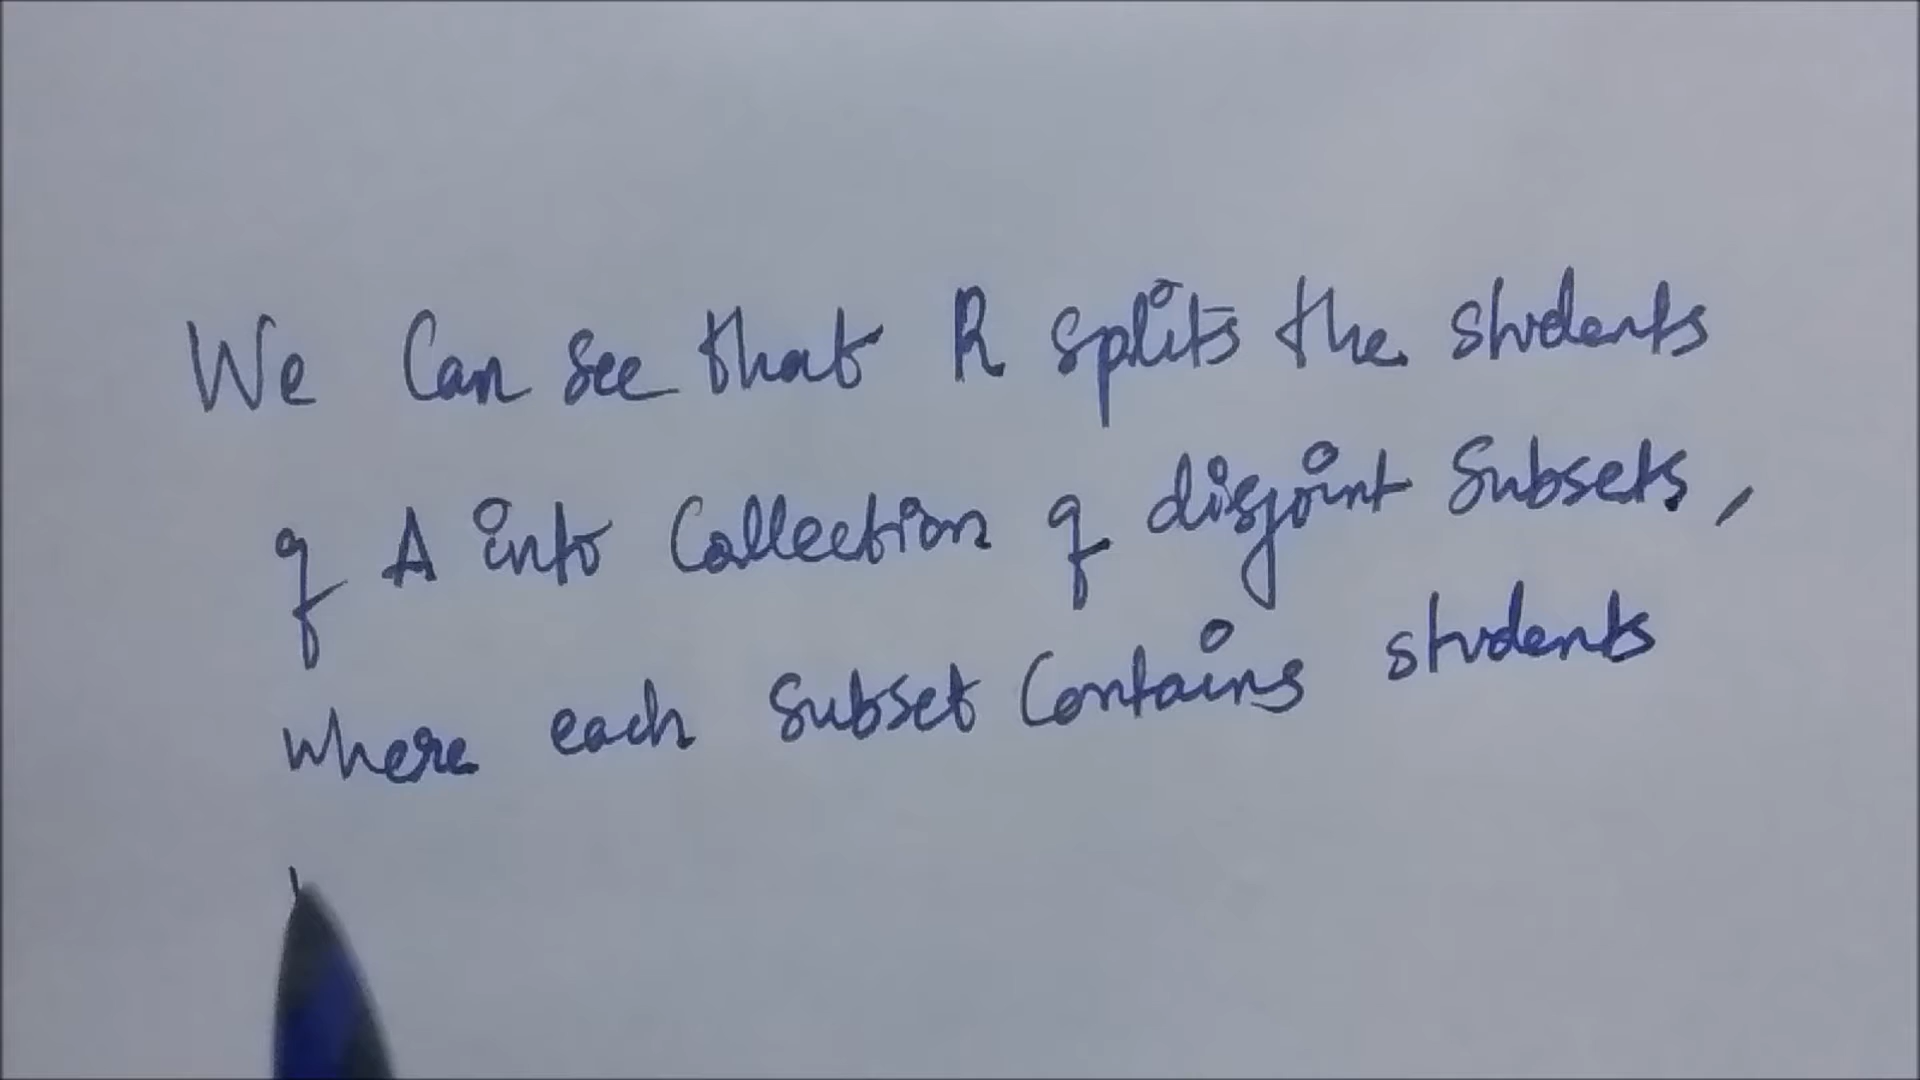 We Can see that R splits the students
of A into Collection of disjoint Subsets,
where each Subset Contains students